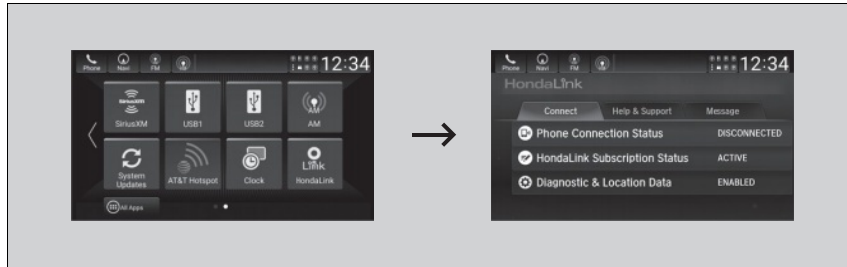 Phone Navi FM
12:34
SiriusXM
SiriusXM USB1 USB2 AM
System
Updates
AT&T Hotspot Clock Link
HondaLink
All Apps
Phone Navi FM
12:34
HondaLink
Connect Help & Support Message
Phone Connection Status DISCONNECTED
HondaLink Subscription Status ACTIVE
Diagnostic & Location Data ENABLED